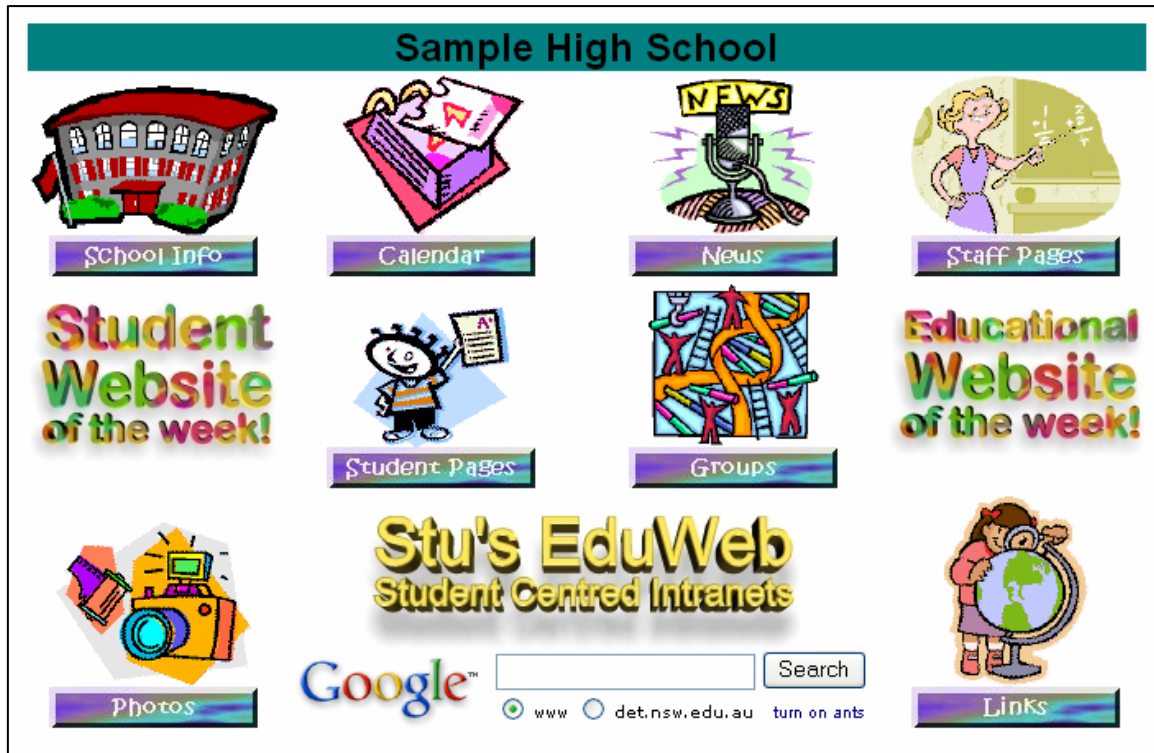 Sample High School
NEWS
School Info
Calendar
News
Staff Pages
Student
Website
of the week!
A+
Educational
Website
of the week!
Student Pages
Groups
Stu's EduWeb
Student Centred Intranets
Google™
Search
www
det.nsw.edu.au
turn on ants
Photos
Links